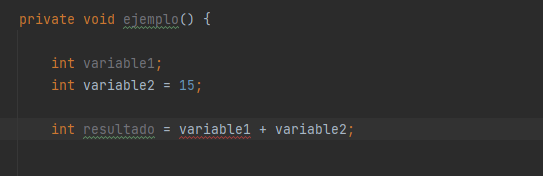 private void ejemplo() {
int variable1;
int variable2 = 15;
int resultado = variable1 + variable2;